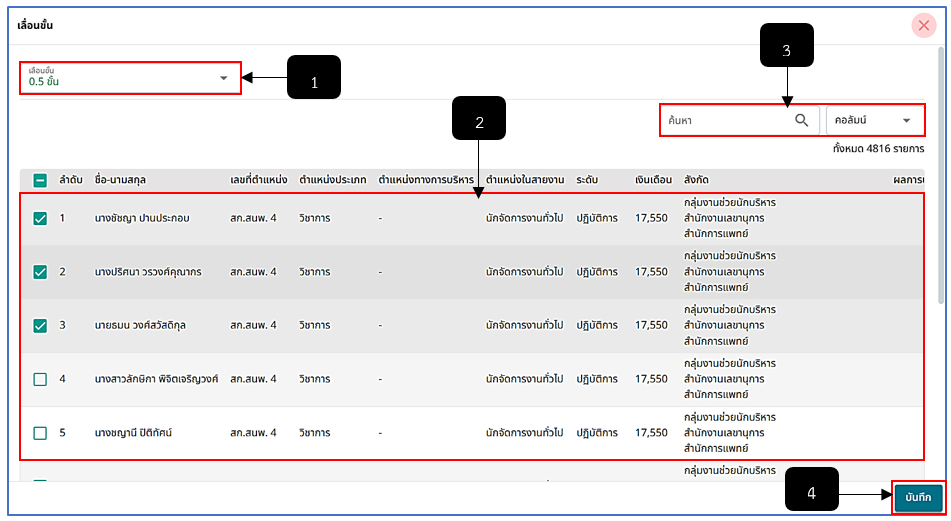 เลื่อนขั้น
เลื่อนขั้น
0.5 ขั้น
1
3
ค้นหา
คอลัมน์
2
ทั้งหมด 4816 รายการ
ลำดับ ชื่อ-นามสกุล เลขที่ตำแหน่ง ตำแหน่งประเภท ตำแหน่งทางการบริหาร ตำแหน่งในสายงาน ระดับ เงินเดือน สังกัด ผลการเ
1 นางชัชญา ปานประกอบ สก.สนพ. 4 วิชาการ - นักจัดการงานทั่วไป ปฏิบัติการ 17,550 กลุ่มงานช่วยนักบริหาร
สำนักงานเลขานุการ
สำนักการแพทย์
2 นางปริศนา วรวงค์คุณากร สก.สนพ. 4 วิชาการ - นักจัดการงานทั่วไป ปฏิบัติการ 17,550 กลุ่มงานช่วยนักบริหาร
สำนักงานเลขานุการ
สำนักการแพทย์
3 นายธมน วงศ์สวัสดิกุล สก.สนพ. 4 วิชาการ - นักจัดการงานทั่วไป ปฏิบัติการ 17,550 กลุ่มงานช่วยนักบริหาร
สำนักงานเลขานุการ
สำนักการแพทย์
4 นางสาวลักษิกา พิจิตเจริญวงศ์ สก.สนพ. 4 วิชาการ - นักจัดการงานทั่วไป ปฏิบัติการ 17,550 กลุ่มงานช่วยนักบริหาร
สำนักงานเลขานุการ
สำนักการแพทย์
5 นางชญานี ปิติทัศน์ สก.สนพ. 4 วิชาการ - นักจัดการงานทั่วไป ปฏิบัติการ 17,550 กลุ่มงานช่วยนักบริหาร
สำนักงานเลขานุการ
สำนักการแพทย์
กลุ่มงานช่วยนักบริหาร
4
บันทึก